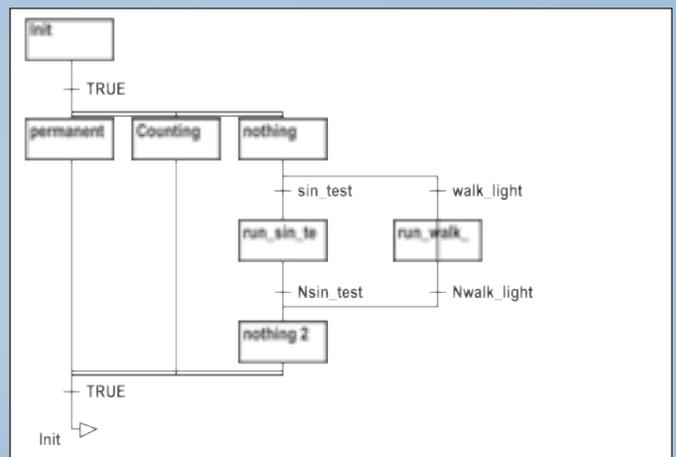 Init
TRUE
permanent
Counting
nothing
sin_test
walk_light
run_sin_te
run_walk_
Nsin_test
Nwalk_light
nothing 2
TRUE
Init